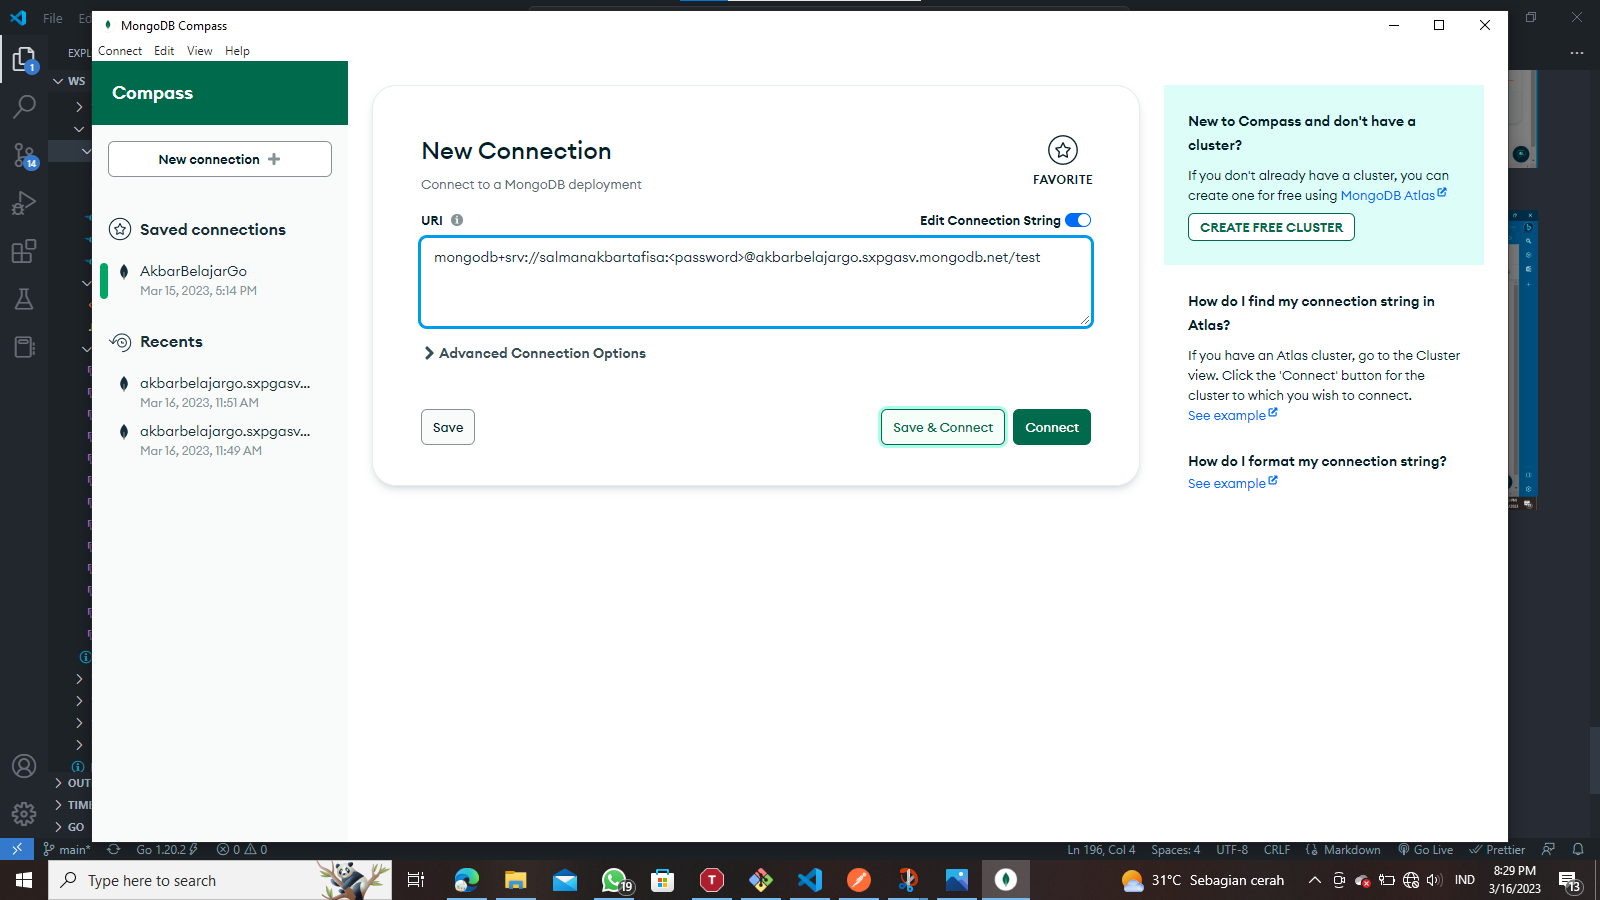 File
Ed
MongoDB Compass
Connect Edit View Help
EXPL
WS
Compass
New connection
Saved connections
AkbarBelajarGo
Mar 15, 2023, 5:14 PM
Recents
akbarbelajargo.sxpgasv...
Mar 16, 2023, 11:51 AM
akbarbelajargo.sxpgasv...
Mar 16, 2023, 11:49 AM
New Connection
FAVORITE
Connect to a MongoDB deployment
URI
Edit Connection String
mongodb+srv://salmanakbartafisa:<password>@akbarbelajargo.sxpgasv.mongodb.net/test
Advanced Connection Options
Save
Save & Connect
Connect
New to Compass and don't have a
cluster?
If you don't already have a cluster, you can
create one for free using MongoDB Atlas
CREATE FREE CLUSTER
How do I find my connection string in
Atlas?
If you have an Atlas cluster, go to the Cluster
view. Click the 'Connect' button for the
cluster to which you wish to connect.
See example
How do I format my connection string?
See example
1
14
OUT
TIME
GO
main* Go 1.20.2 0 0
Ln 196, Col 4 Spaces: 4 UTF-8 CRLF Markdown Go Live Prettier
Type here to search
19
T
31°C Sebagian cerah
IND
8:29 PM
3/16/2023
13